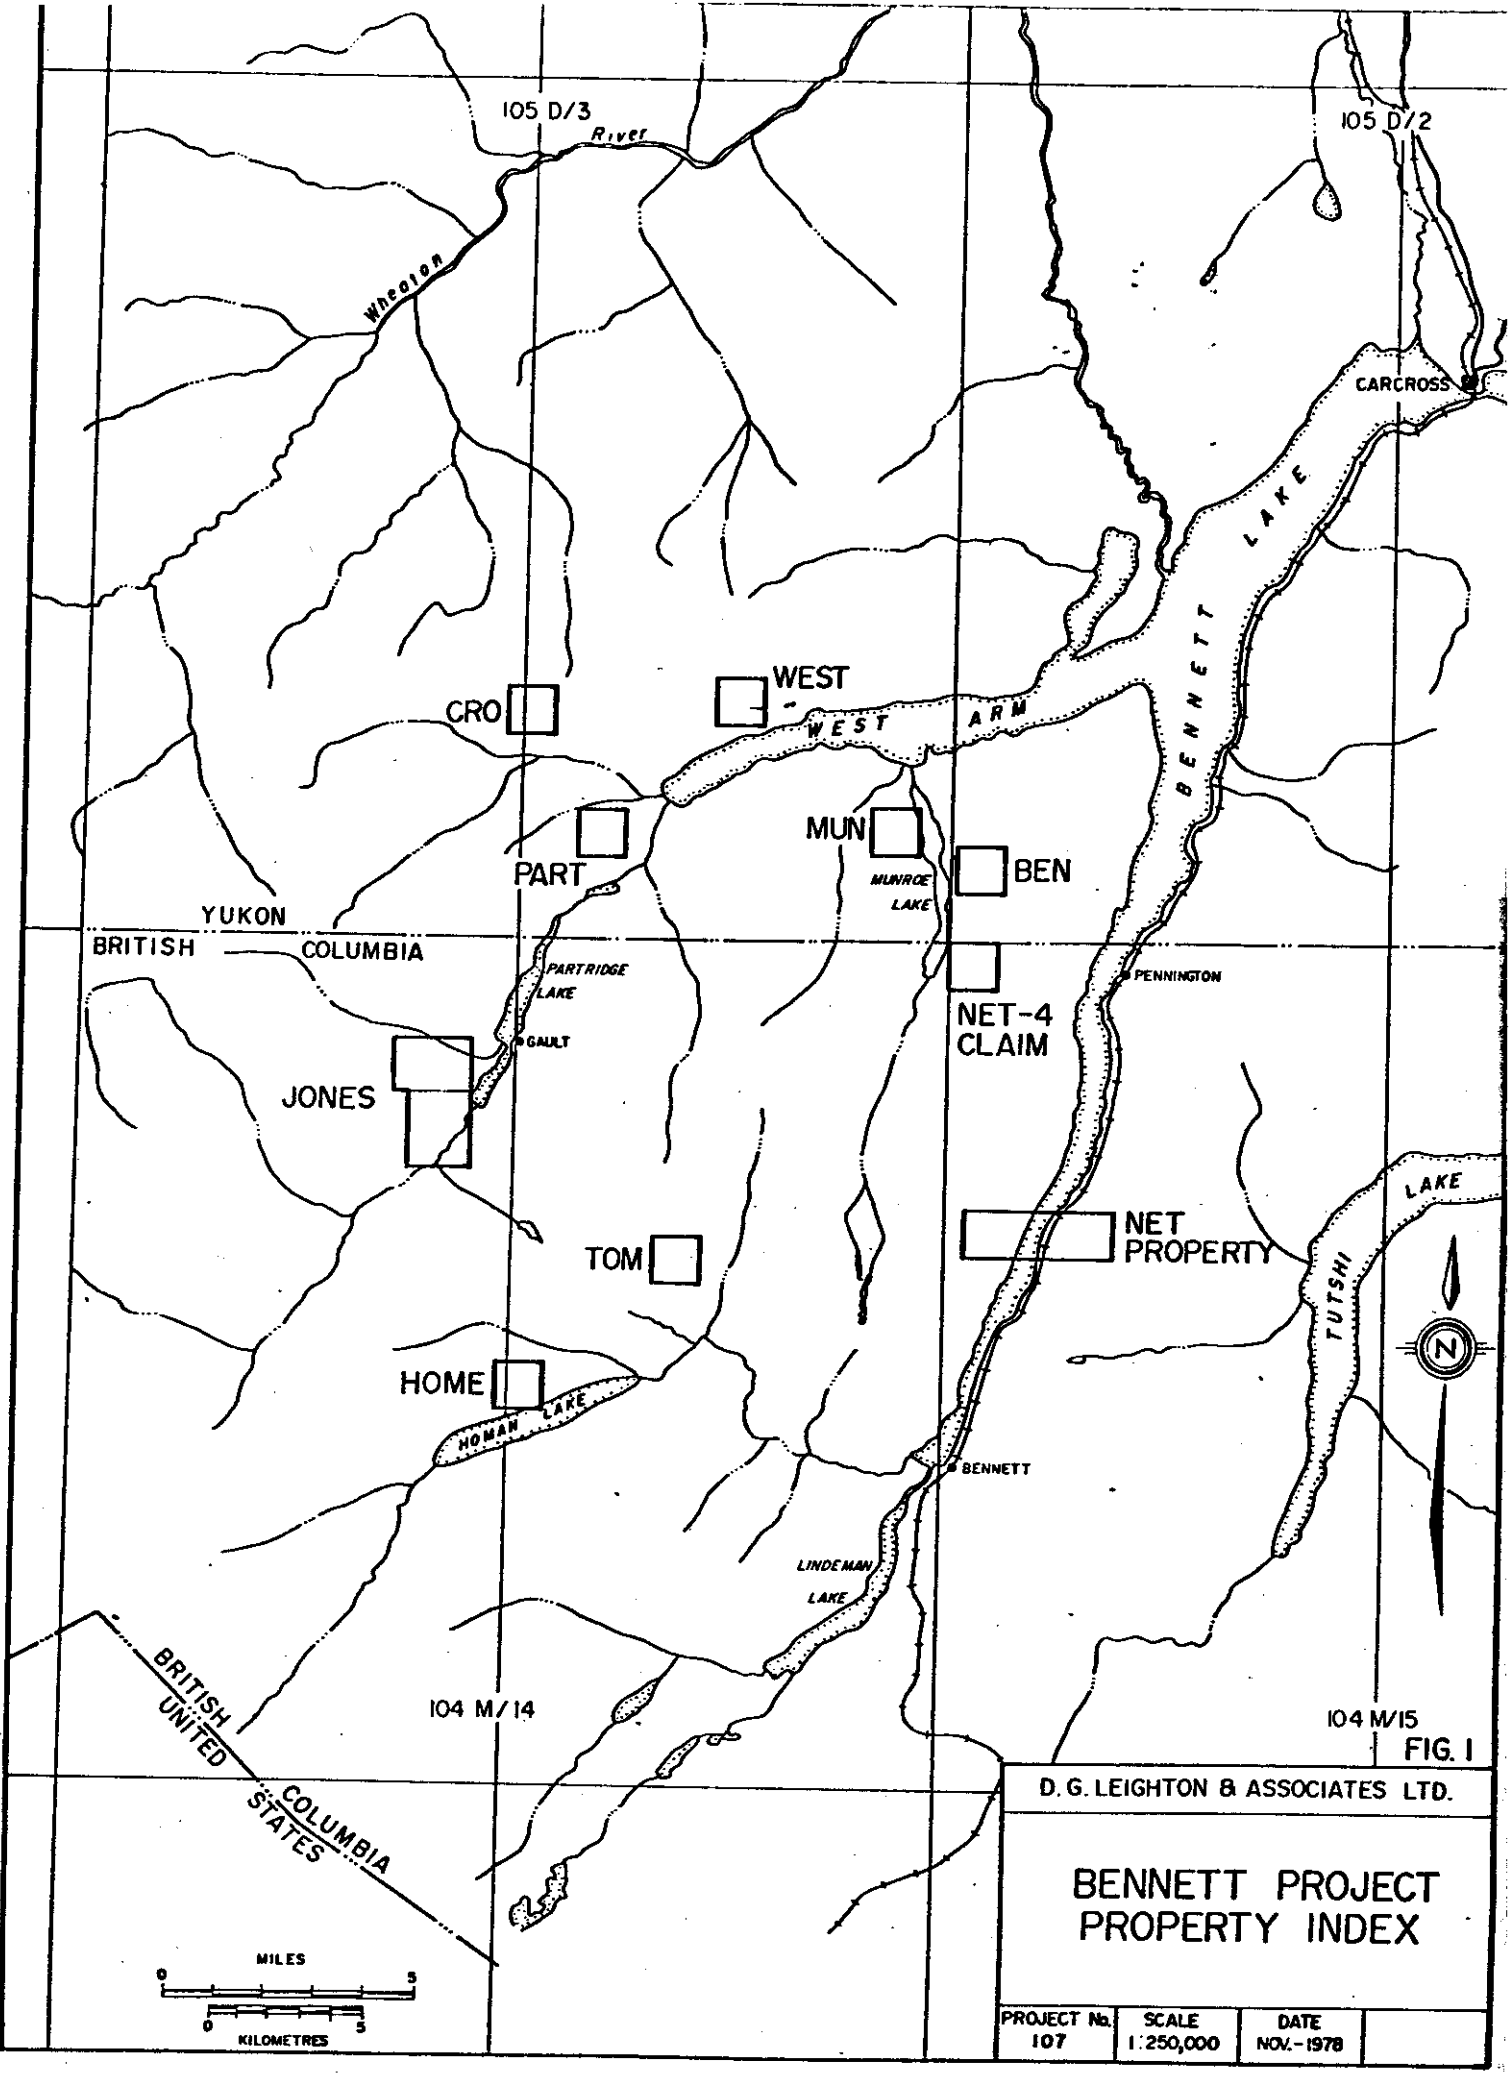 105 D/3
105 D/2
River
Wheaton
CARCROSS
BENNETT LAKE
WEST
CRO
WEST ARM
PART
MUN
BEN
MUNROE
LAKE
YUKON
BRITISH COLUMBIA
PARTRIDGE
LAKE
PENNINGTON
GAULT
NET-4
CLAIM
JONES
LAKE
TUTSHI
NET
PROPERTY
TOM
N
HOME
HOMAN LAKE
BENNETT
LINDEMAN
LAKE
BRITISH COLUMBIA
UNITED STATES
104 M/14
104 M/15
FIG. 1
D. G. LEIGHTON & ASSOCIATES LTD.
BENNETT PROJECT
PROPERTY INDEX
MILES
0 5
0 5
KILOMETRES
PROJECT No. SCALE DATE
107 1:250,000 NOV.-1978